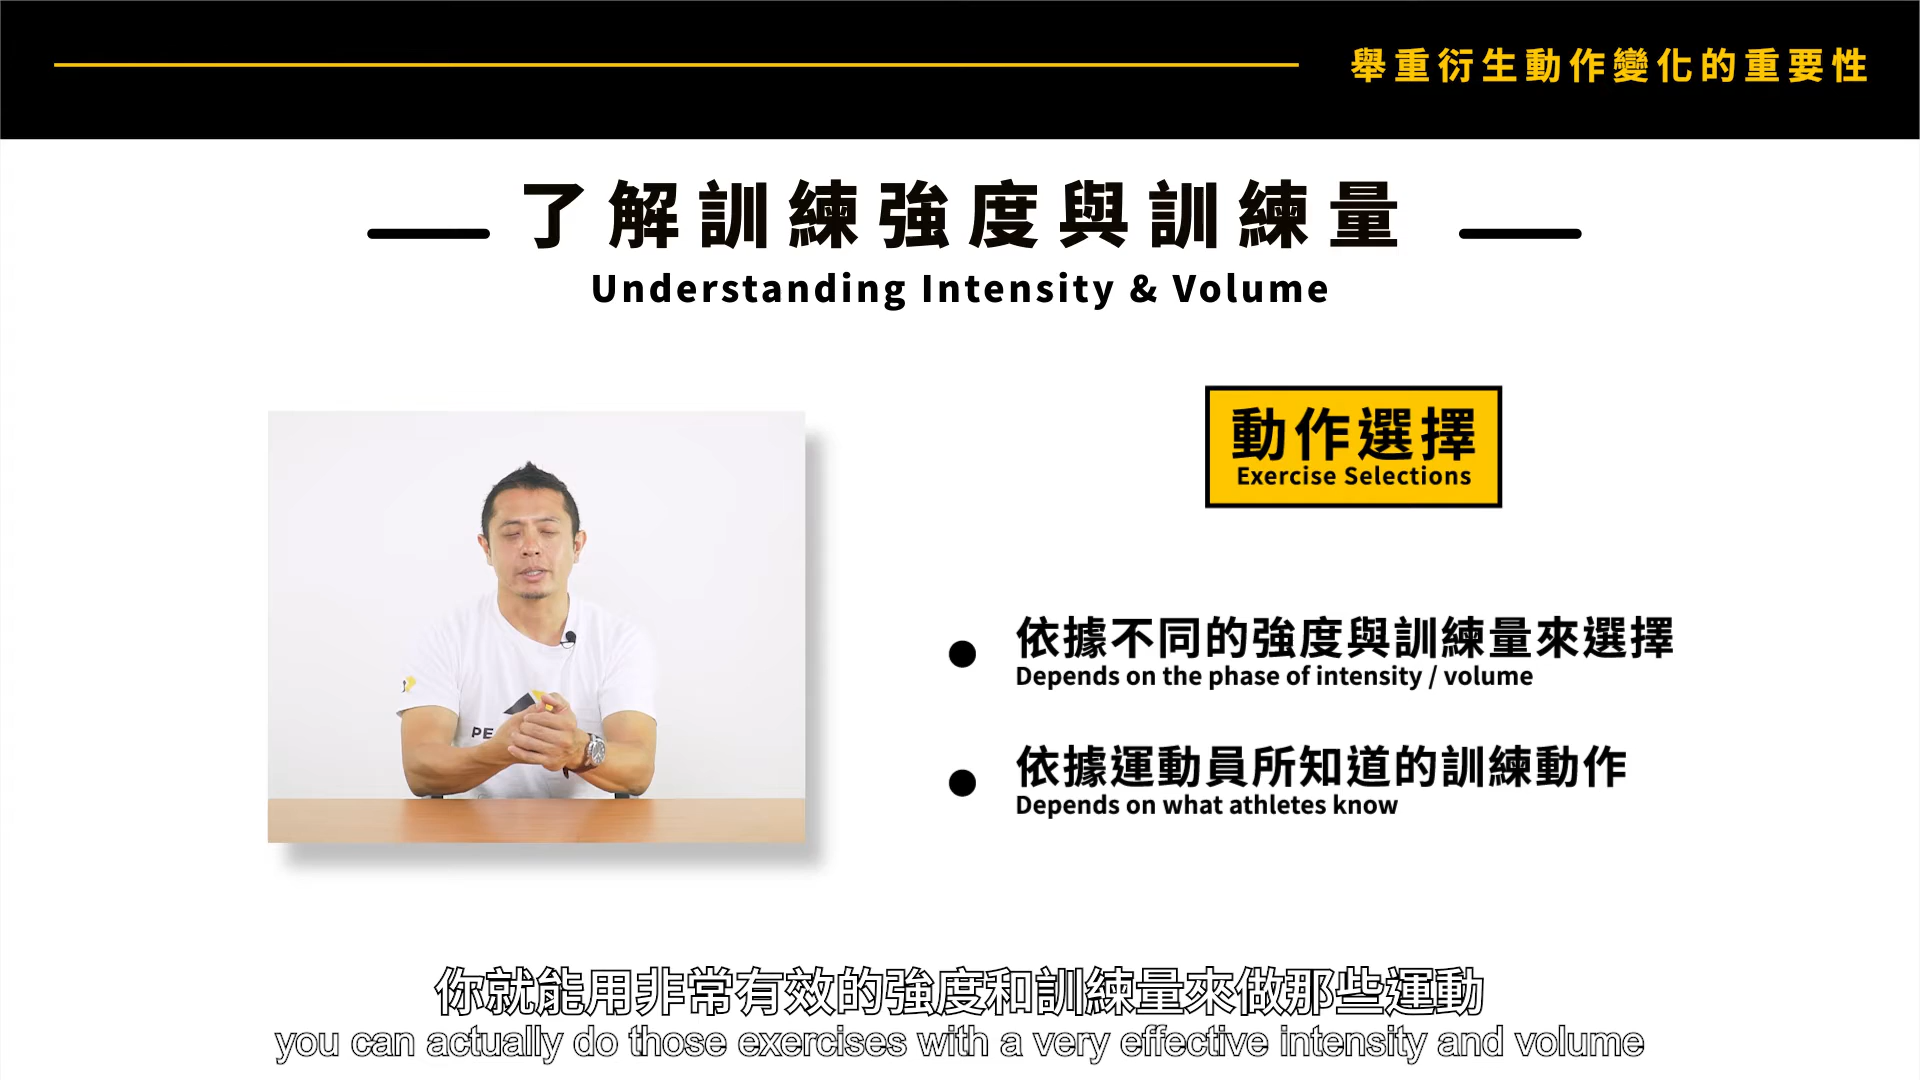 舉重衍生動作變化的重要性
了解訓練強度與訓練量
Understanding Intensity & Volume
動作選擇
Exercise Selections
依據不同的強度與訓練量來選擇
Depends on the phase of intensity / volume
依據運動員所知道的訓練動作
Depends on what athletes know
PE
你就能用非常有效的強度和訓練量來做那些運動
you can actually do those exercises with a very effective intensity and volume